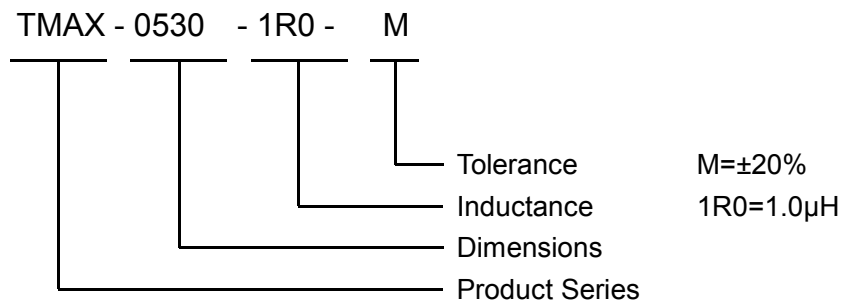 TMAX - 0530 - 1R0 - M
Tolerance M=±20%
Inductance 1R0=1.0µH
Dimensions
Product Series